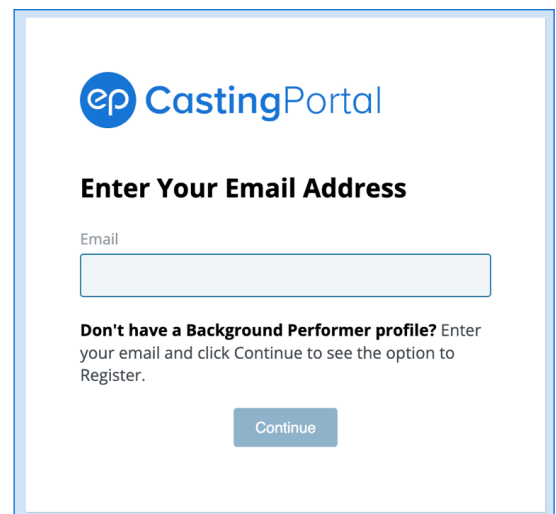 ep CastingPortal
Enter Your Email Address
Email
Don't have a Background Performer profile? Enter
your email and click Continue to see the option to
Register.
Continue